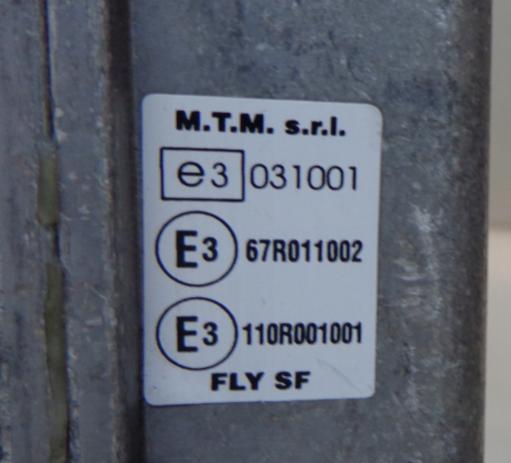 M.T.M. s.r.l.
e3 031001
E3 67R011002
E3 110R001001
FLY SF